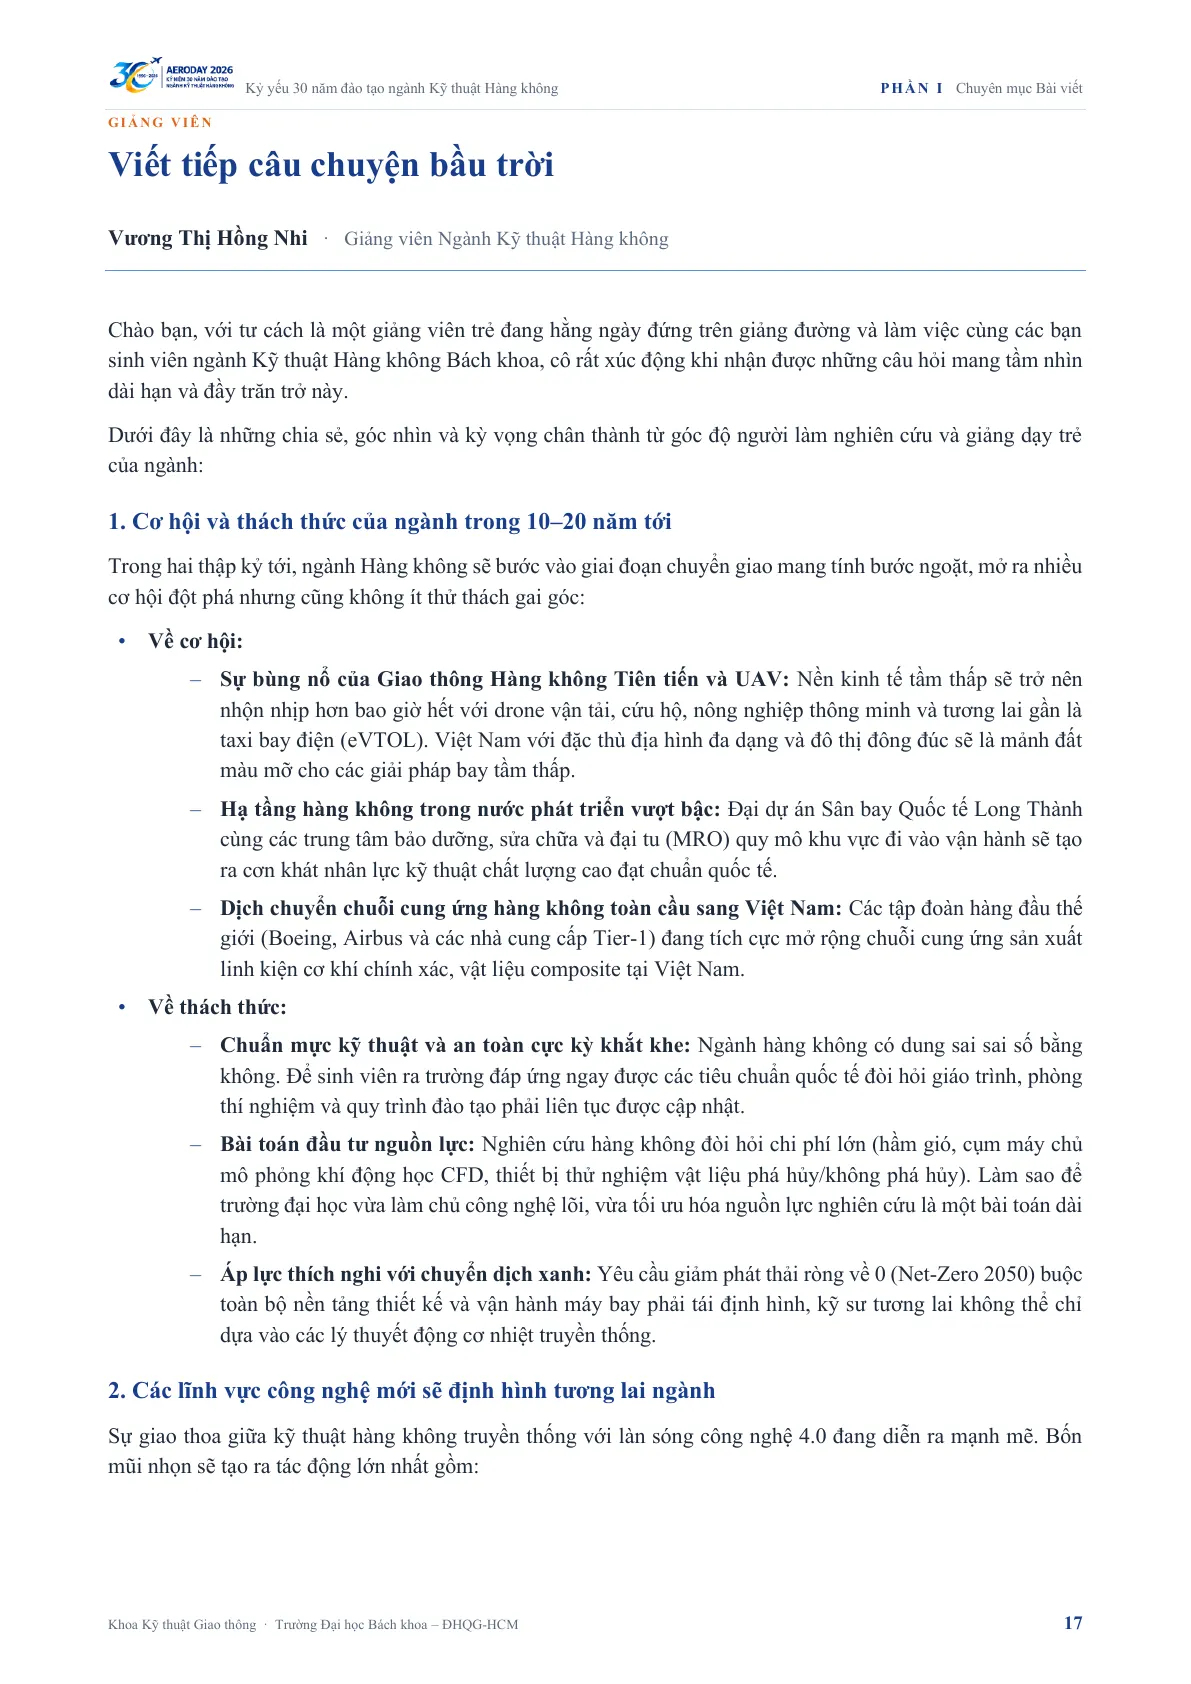 30
1996 - 2026
AERODAY 2026
KỶ NIỆM 30 NĂM ĐÀO TẠO
NGÀNH KỸ THUẬT HÀNG KHÔNG
Kỷ yếu 30 năm đào tạo ngành Kỹ thuật Hàng không
PHẦN I Chuyên mục Bài viết
GIẢNG VIÊN
Viết tiếp câu chuyện bầu trời
Vương Thị Hồng Nhi · Giảng viên Ngành Kỹ thuật Hàng không
Chào bạn, với tư cách là một giảng viên trẻ đang hằng ngày đứng trên giảng đường và làm việc cùng các bạn
sinh viên ngành Kỹ thuật Hàng không Bách khoa, cô rất xúc động khi nhận được những câu hỏi mang tầm nhìn
dài hạn và đầy trăn trở này.
Dưới đây là những chia sẻ, góc nhìn và kỳ vọng chân thành từ góc độ người làm nghiên cứu và giảng dạy trẻ
của ngành:
1. Cơ hội và thách thức của ngành trong 10–20 năm tới
Trong hai thập kỷ tới, ngành Hàng không sẽ bước vào giai đoạn chuyển giao mang tính bước ngoặt, mở ra nhiều
cơ hội đột phá nhưng cũng không ít thử thách gai góc:
• Về cơ hội:
– Sự bùng nổ của Giao thông Hàng không Tiên tiến và UAV: Nền kinh tế tầm thấp sẽ trở nên
nhộn nhịp hơn bao giờ hết với drone vận tải, cứu hộ, nông nghiệp thông minh và tương lai gần là
taxi bay điện (eVTOL). Việt Nam với đặc thù địa hình đa dạng và đô thị đông đúc sẽ là mảnh đất
màu mỡ cho các giải pháp bay tầm thấp.
– Hạ tầng hàng không trong nước phát triển vượt bậc: Đại dự án Sân bay Quốc tế Long Thành
cùng các trung tâm bảo dưỡng, sửa chữa và đại tu (MRO) quy mô khu vực đi vào vận hành sẽ tạo
ra cơn khát nhân lực kỹ thuật chất lượng cao đạt chuẩn quốc tế.
– Dịch chuyển chuỗi cung ứng hàng không toàn cầu sang Việt Nam: Các tập đoàn hàng đầu thế
giới (Boeing, Airbus và các nhà cung cấp Tier-1) đang tích cực mở rộng chuỗi cung ứng sản xuất
linh kiện cơ khí chính xác, vật liệu composite tại Việt Nam.
• Về thách thức:
– Chuẩn mực kỹ thuật và an toàn cực kỳ khắt khe: Ngành hàng không có dung sai sai số bằng
không. Để sinh viên ra trường đáp ứng ngay được các tiêu chuẩn quốc tế đòi hỏi giáo trình, phòng
thí nghiệm và quy trình đào tạo phải liên tục được cập nhật.
– Bài toán đầu tư nguồn lực: Nghiên cứu hàng không đòi hỏi chi phí lớn (hầm gió, cụm máy chủ
mô phỏng khí động học CFD, thiết bị thử nghiệm vật liệu phá hủy/không phá hủy). Làm sao để
trường đại học vừa làm chủ công nghệ lõi, vừa tối ưu hóa nguồn lực nghiên cứu là một bài toán dài
hạn.
– Áp lực thích nghi với chuyển dịch xanh: Yêu cầu giảm phát thải ròng về 0 (Net-Zero 2050) buộc
toàn bộ nền tảng thiết kế và vận hành máy bay phải tái định hình, kỹ sư tương lai không thể chỉ
dựa vào các lý thuyết động cơ nhiệt truyền thống.
2. Các lĩnh vực công nghệ mới sẽ định hình tương lai ngành
Sự giao thoa giữa kỹ thuật hàng không truyền thống với làn sóng công nghệ 4.0 đang diễn ra mạnh mẽ. Bốn
mũi nhọn sẽ tạo ra tác động lớn nhất gồm:
Khoa Kỹ thuật Giao thông · Trường Đại học Bách khoa – ĐHQG-HCM
17